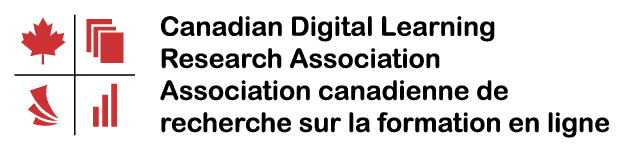 Canadian Digital Learning
Research Association
Association canadienne de
recherche sur la formation en ligne